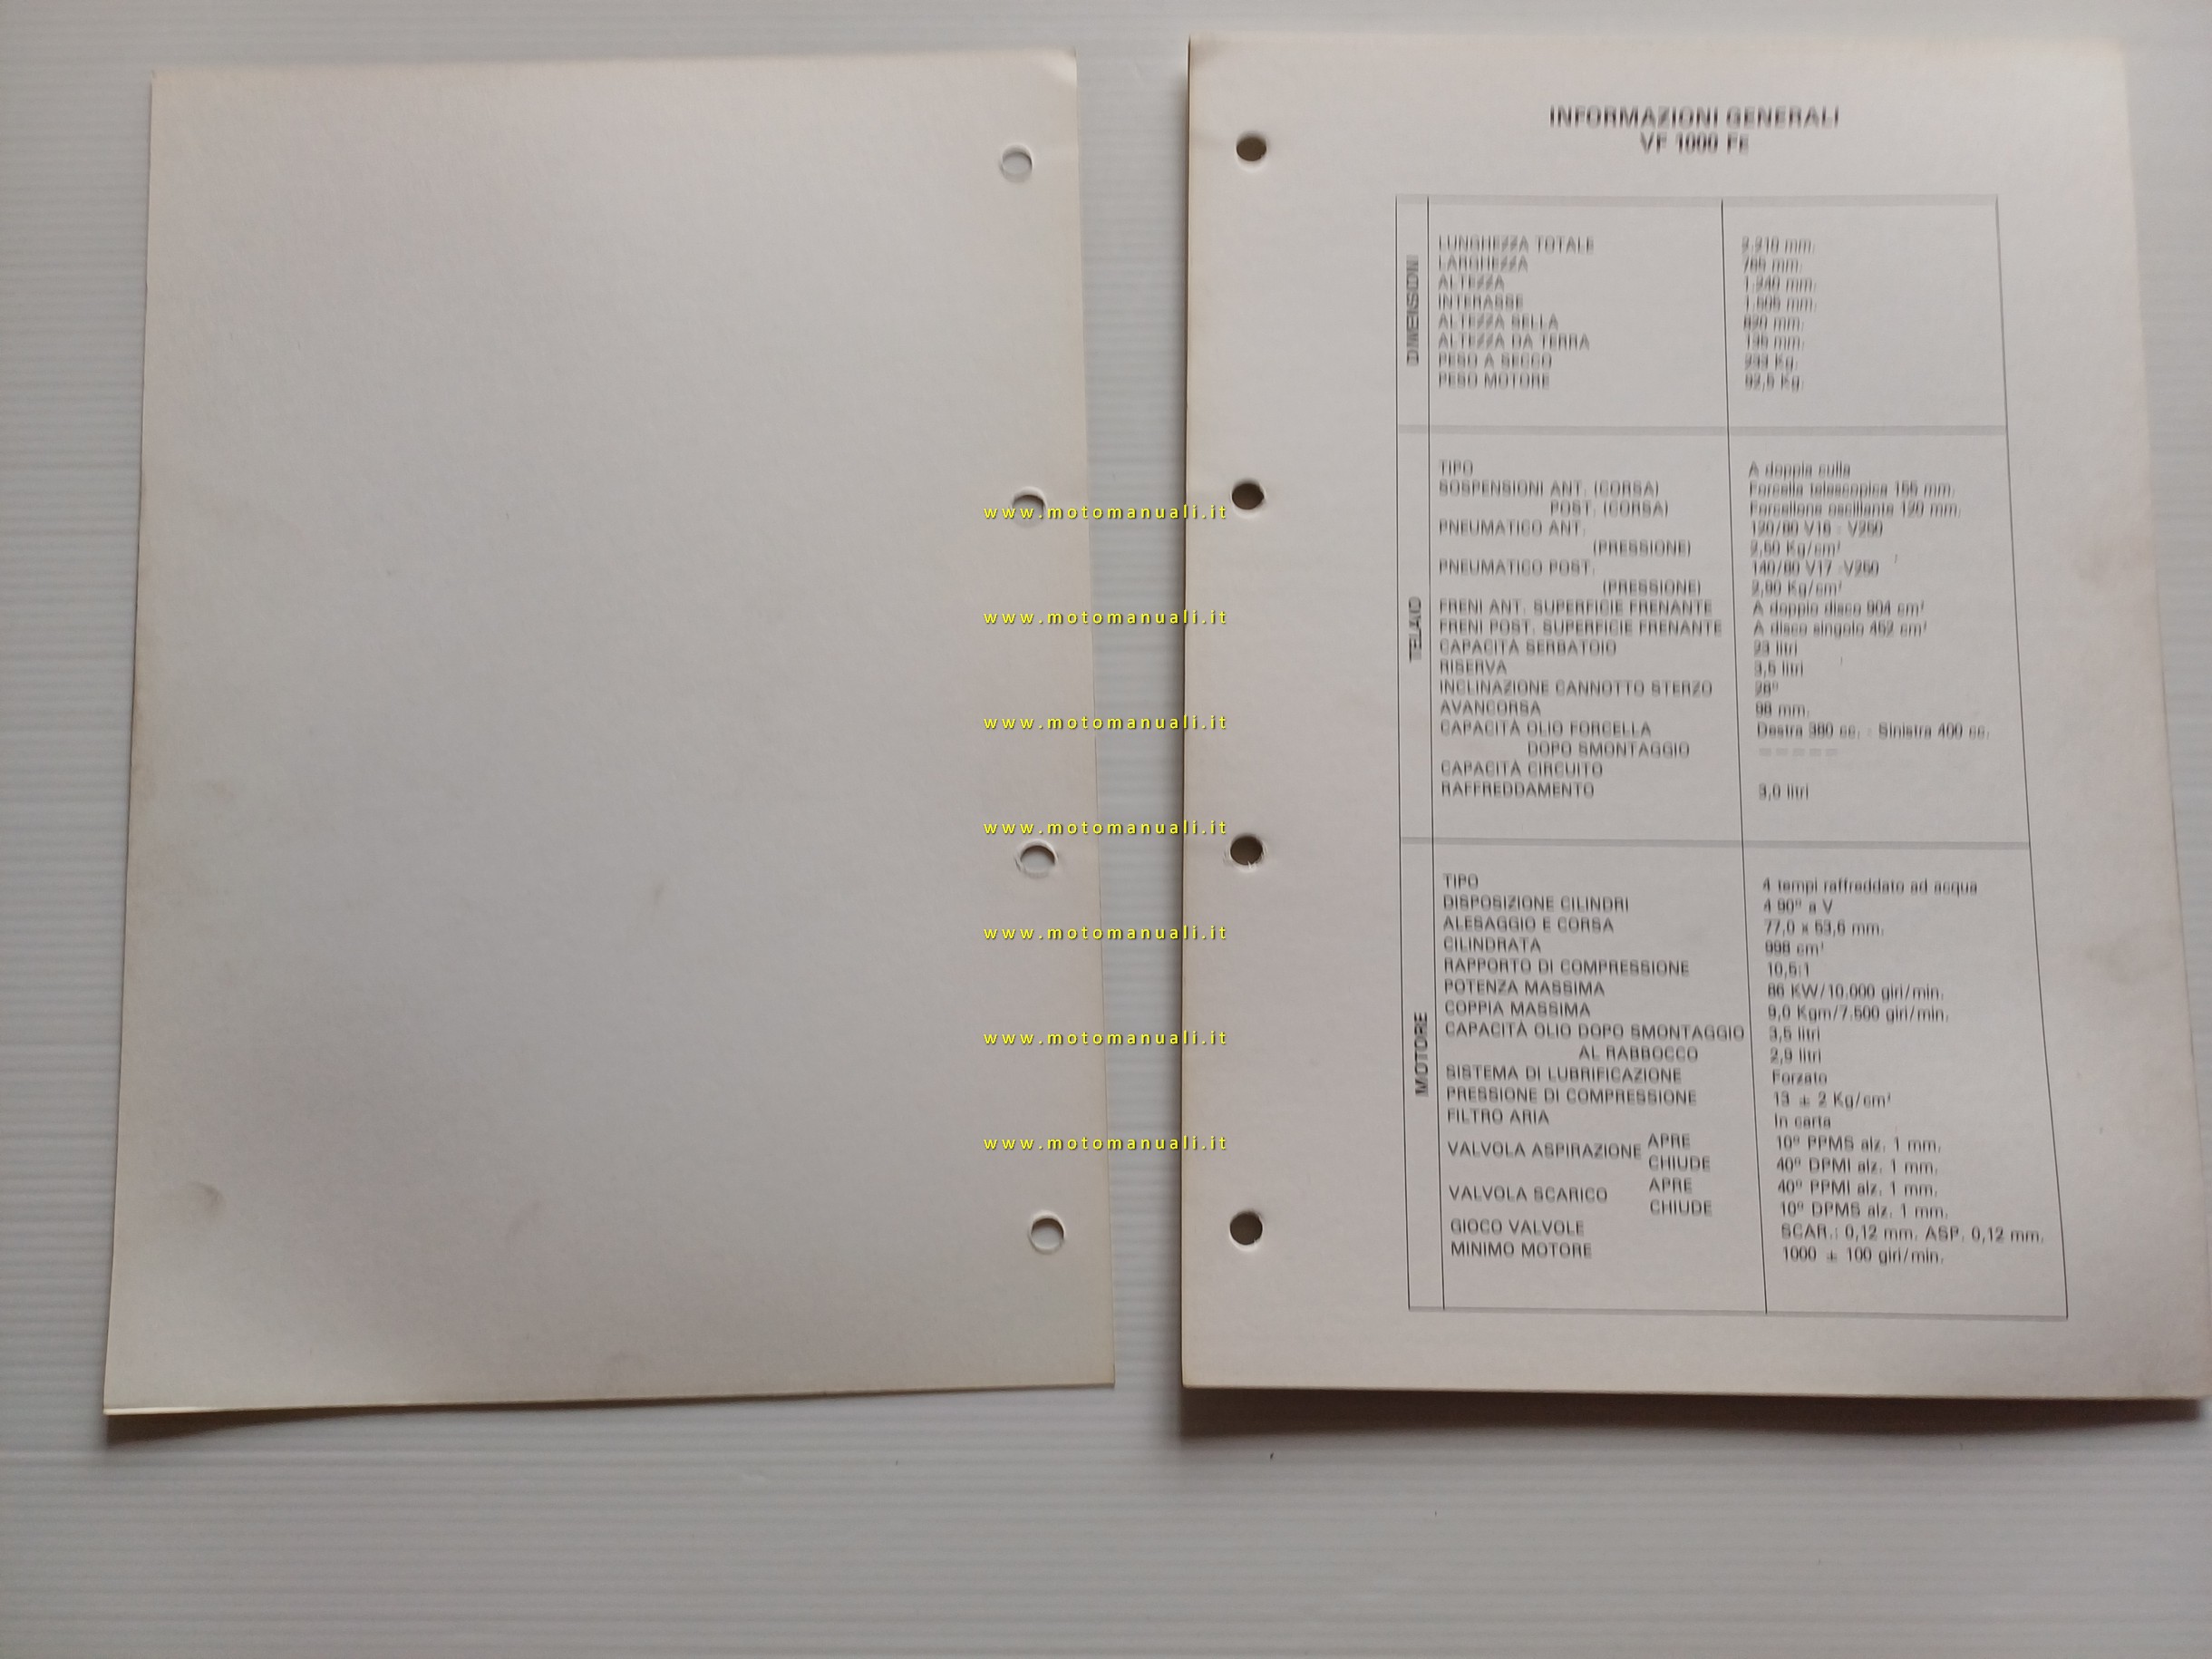 INFORMAZIONI GENERALI
VF 1000 FE
DIMENSIONI
LUNGHEZZA TOTALE
LARGHEZZA
ALTEZZA
INTERASSE
ALTEZZA SELLA
ALTEZZA DA TERRA
PESO A SECCO
PESO MOTORE
mm.
mm.
1.240 mm.
mm.
mm.
mm.
Kg.
Kg.
TELAIO
TIPO A doppia culla
SOSPENSIONI ANT. (CORSA) Forcella telescopica mm.
POST. (CORSA) Forcellone oscillante 120 mm.
PNEUMATICO ANT. 120/80 V16 - V250
(PRESSIONE) 2,50 Kg/cm²
PNEUMATICO POST. 140/80 V17 -V250
(PRESSIONE) 2,90 Kg/cm²
FRENI ANT. SUPERFICIE FRENANTE A doppio disco 904 cm²
FRENI POST. SUPERFICIE FRENANTE A disco singolo 452 cm²
CAPACITÀ SERBATOIO 23 litri
RISERVA 3,5 litri
INCLINAZIONE CANNOTTO STERZO 28º
AVANCORSA 98 mm.
CAPACITÀ OLIO FORCELLA Destra 380 cc. - Sinistra 400 cc.
DOPO SMONTAGGIO — — — — —
CAPACITÀ CIRCUITO
RAFFREDDAMENTO 3,0 litri
MOTORE
TIPO 4 tempi raffreddato ad acqua
DISPOSIZIONE CILINDRI 4 90º a V
ALESAGGIO E CORSA 77,0 x 53,6 mm.
CILINDRATA 998 cm³
RAPPORTO DI COMPRESSIONE 10,5:1
POTENZA MASSIMA 86 KW/10.000 giri/min.
COPPIA MASSIMA 9,0 Kgm/7.500 giri/min.
CAPACITÀ OLIO DOPO SMONTAGGIO 3,5 litri
AL RABBOCCO 2,9 litri
SISTEMA DI LUBRIFICAZIONE Forzato
PRESSIONE DI COMPRESSIONE 13 ± 2 Kg/cm²
FILTRO ARIA In carta
VALVOLA ASPIRAZIONE APRE 10º PPMS alz. 1 mm.
CHIUDE 40º DPMI alz. 1 mm.
VALVOLA SCARICO APRE 40º PPMI alz. 1 mm.
CHIUDE 10º DPMS alz. 1 mm.
GIOCO VALVOLE SCAR.: 0,12 mm. ASP. 0,12 mm.
MINIMO MOTORE 1000 ± 100 giri/min.
www.motomanuali.it
www.motomanuali.it
www.motomanuali.it
www.motomanuali.it
www.motomanuali.it
www.motomanuali.it
www.motomanuali.it